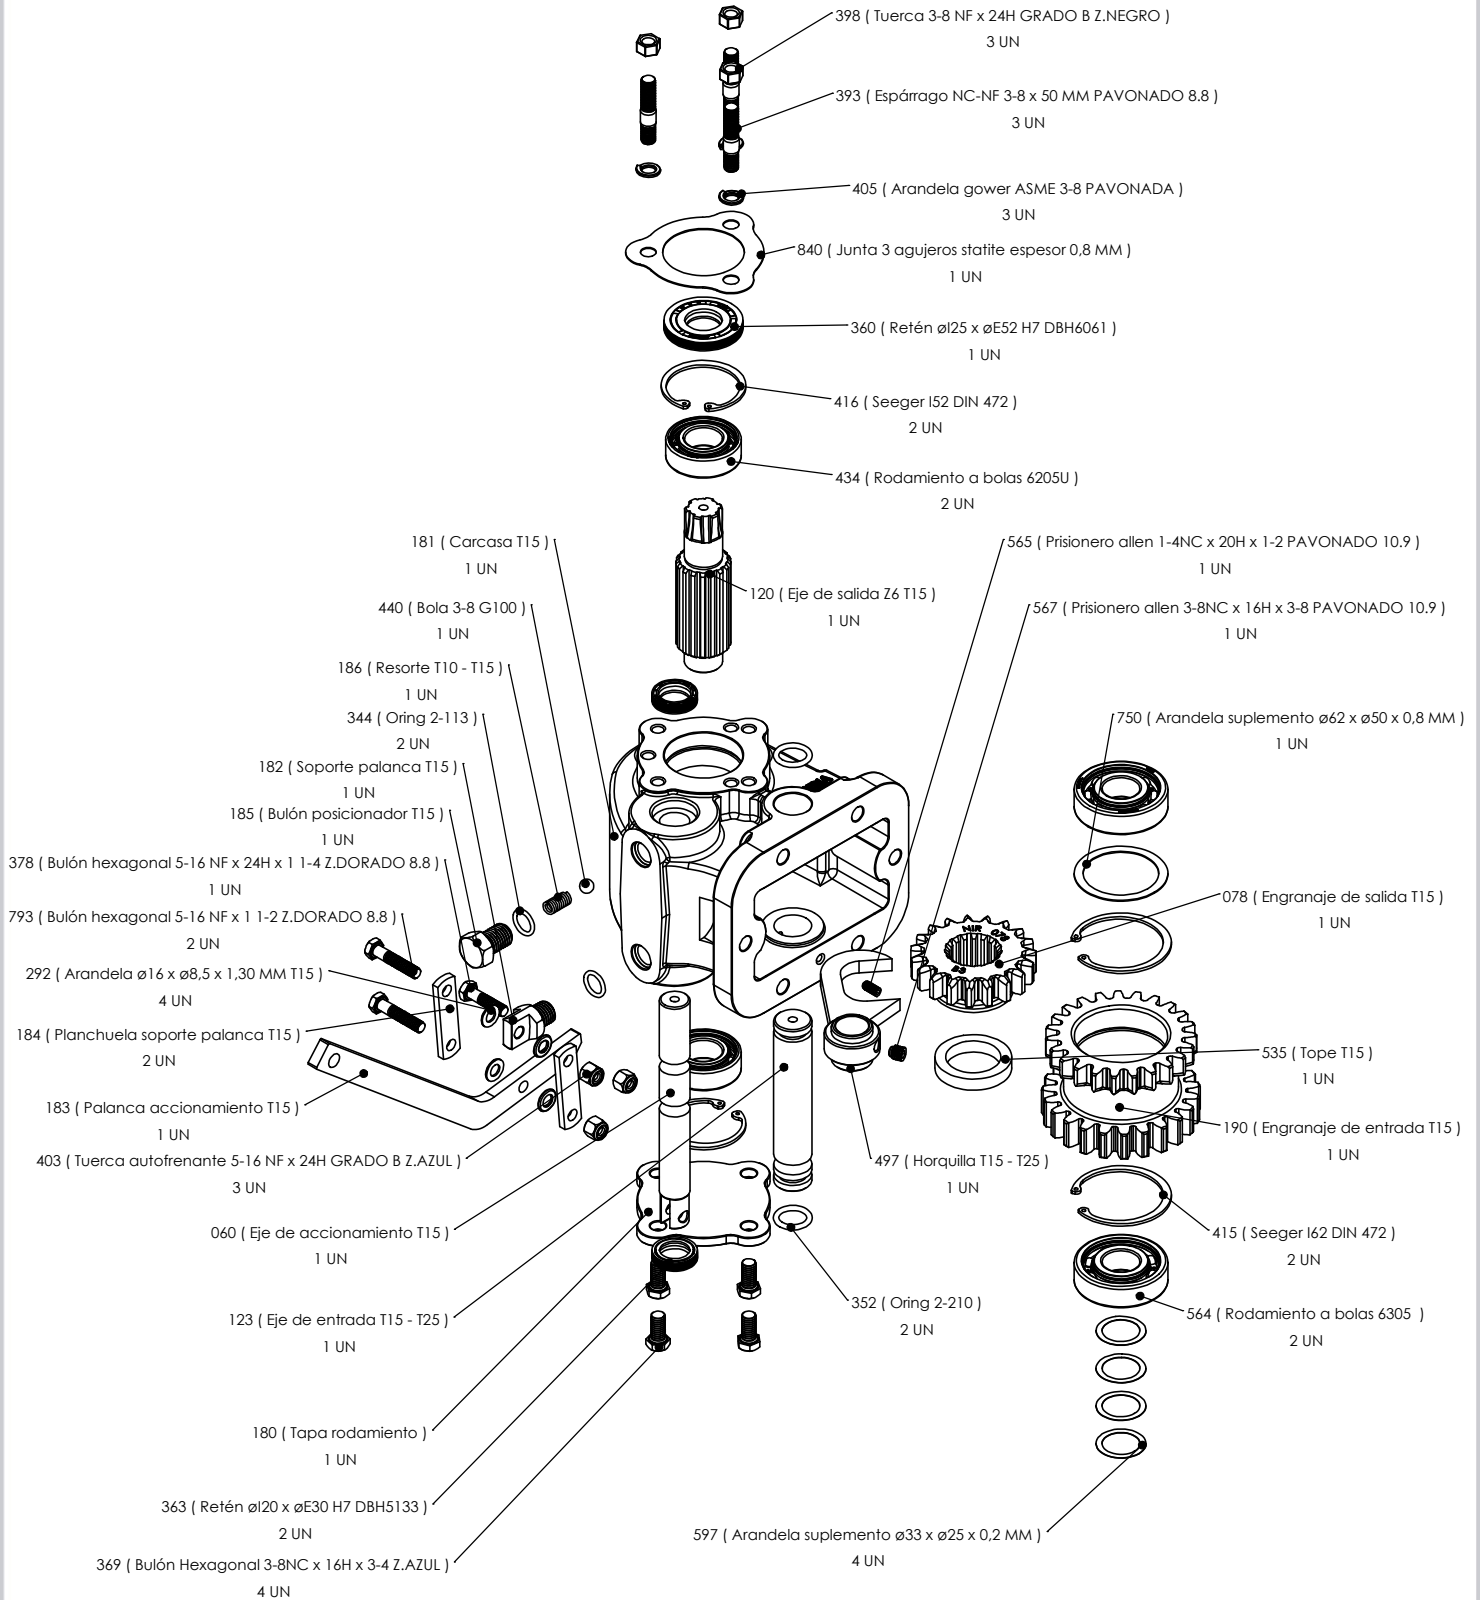 398 ( Tuerca 3-8 NF x 24H GRADO B Z.NEGRO )
3 UN
393 ( Espárrago NC-NF 3-8 x 50 MM PAVONADO 8.8 )
3 UN
405 ( Arandela gower ASME 3-8 PAVONADA )
3 UN
840 ( Junta 3 agujeros statite espesor 0,8 MM )
1 UN
360 ( Retén øI25 x øE52 H7 DBH6061 )
1 UN
416 ( Seeger I52 DIN 472 )
2 UN
434 ( Rodamiento a bolas 6205U )
2 UN
181 ( Carcasa T15 )
1 UN
565 ( Prisionero allen 1-4NC x 20H x 1-2 PAVONADO 10.9 )
1 UN
120 ( Eje de salida Z6 T15 )
1 UN
440 ( Bola 3-8 G100 )
1 UN
567 ( Prisionero allen 3-8NC x 16H x 3-8 PAVONADO 10.9 )
1 UN
186 ( Resorte T10 - T15 )
1 UN
344 ( Oring 2-113 )
2 UN
750 ( Arandela suplemento ø62 x ø50 x 0,8 MM )
1 UN
182 ( Soporte palanca T15 )
1 UN
185 ( Bulón posicionador T15 )
1 UN
378 ( Bulón hexagonal 5-16 NF x 24H x 1 1-4 Z.DORADO 8.8 )
1 UN
078 ( Engranaje de salida T15 )
1 UN
793 ( Bulón hexagonal 5-16 NF x 1 1-2 Z.DORADO 8.8 )
2 UN
NIR 078
292 ( Arandela ø16 x ø8,5 x 1,30 MM T15 )
4 UN
184 ( Planchuela soporte palanca T15 )
2 UN
535 ( Tope T15 )
1 UN
183 ( Palanca accionamiento T15 )
1 UN
190 ( Engranaje de entrada T15 )
1 UN
403 ( Tuerca autofrenante 5-16 NF x 24H GRADO B Z.AZUL )
3 UN
497 ( Horquilla T15 - T25 )
1 UN
060 ( Eje de accionamiento T15 )
1 UN
415 ( Seeger I62 DIN 472 )
2 UN
352 ( Oring 2-210 )
2 UN
123 ( Eje de entrada T15 - T25 )
1 UN
564 ( Rodamiento a bolas 6305 )
2 UN
180 ( Tapa rodamiento )
1 UN
363 ( Retén øI20 x øE30 H7 DBH5133 )
2 UN
597 ( Arandela suplemento ø33 x ø25 x 0,2 MM )
4 UN
369 ( Bulón Hexagonal 3-8NC x 16H x 3-4 Z.AZUL )
4 UN